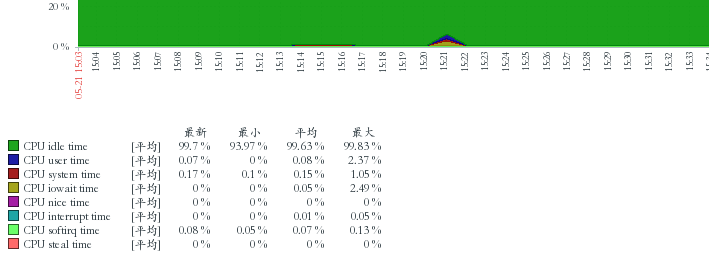 20 %
0 %
05-21 15:03 15:04 15:05 15:06 15:07 15:08 15:09 15:10 15:11 15:12 15:13 15:14 15:15 15:16 15:17 15:18 15:19 15:20 15:21 15:22 15:23 15:24 15:25 15:26 15:27 15:28 15:29 15:30 15:31 15:32 15:33
最新 最小 平均 最大
CPU idle time [平均] 99.7 % 93.97 % 99.63 % 99.83 %
CPU user time [平均] 0.07 % 0 % 0.08 % 2.37 %
CPU system time [平均] 0.17 % 0.1 % 0.15 % 1.05 %
CPU iowait time [平均] 0 % 0 % 0.05 % 2.49 %
CPU nice time [平均] 0 % 0 % 0 % 0 %
CPU interrupt time [平均] 0 % 0 % 0.01 % 0.05 %
CPU softirq time [平均] 0.08 % 0.05 % 0.07 % 0.13 %
CPU steal time [平均] 0 % 0 % 0 % 0 %